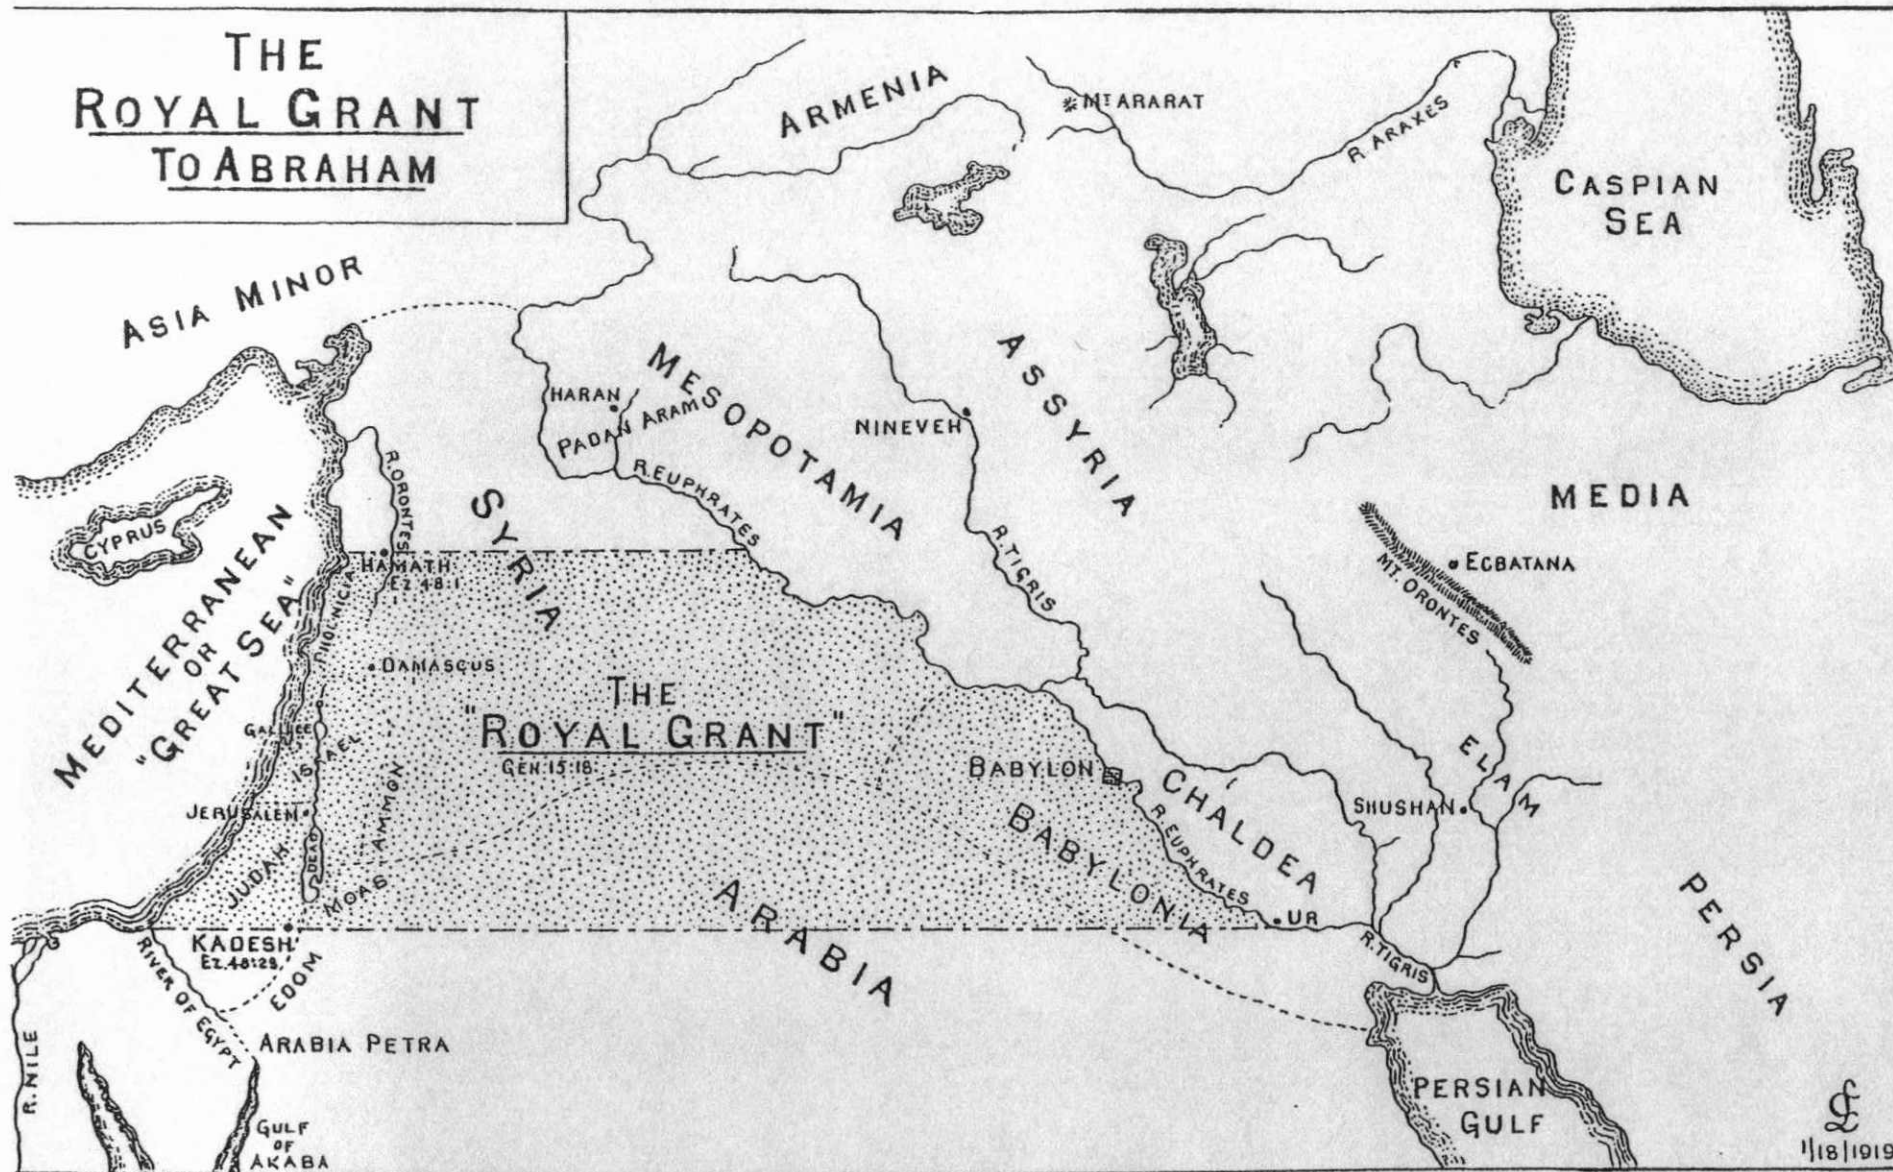 THE
ROYAL GRANT
TO ABRAHAM
ARMENIA
MT ARARAT
R. ARAXES
CASPIAN
SEA
ASIA MINOR
HARAN
PADAN ARAM
MESOPOTAMIA
ASSYRIA
NINEVEH
R. ORONTES
R. EUPHRATES
SYRIA
MEDIA
CYPRUS
R. TIGRIS
EGBATANA
MT. ORONTES
HAMATH
EZ. 48:1
PHOENICIA
MEDITERRANEAN
OR
"GREAT SEA"
DAMASCUS
THE
"ROYAL GRANT"
GEN. 15:18
GALILEE
ISRAEL
AMMON
BABYLON
CHALDEA
ELAM
JERUSALEM
SHUSHAN
BABYLONIA
R. EUPHRATES
JUDAH
DEAD S.
MOAB
ARABIA
UR
PERSIA
KADESH
EZ. 48:28
R. TIGRIS
RIVER OF EGYPT
EDOM
ARABIA PETRA
R. NILE
GULF
OF
AKABA
PERSIAN
GULF
CL
1/18/1919